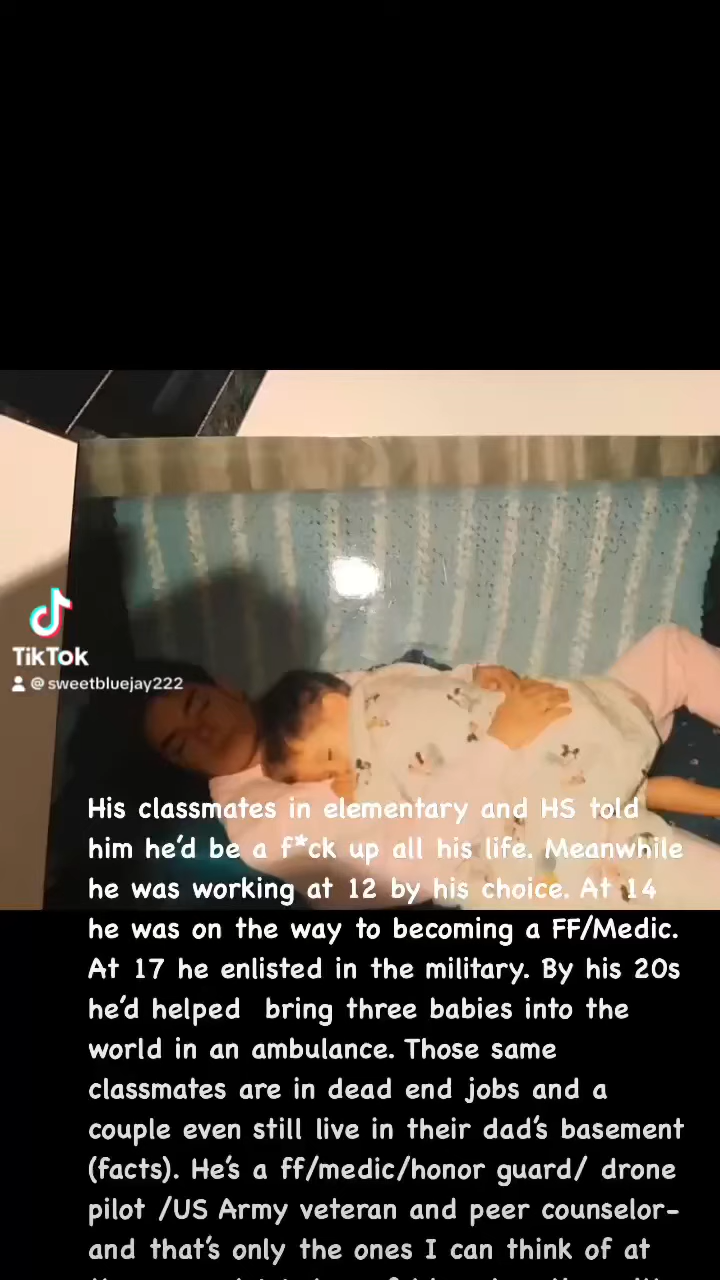 TikTok
@sweetbluejay222
His classmates in elementary and HS told
him he'd be a f*ck up all his life. Meanwhile
he was working at 12 by his choice. At 14
he was on the way to becoming a FF/Medic.
At 17 he enlisted in the military. By his 20s
he'd helped bring three babies into the
world in an ambulance. Those same
classmates are in dead end jobs and a
couple even still live in their dad's basement
(facts). He's a ff/medic/honor guard/ drone
pilot /US Army veteran and peer counselor-
and that's only the ones I can think of at